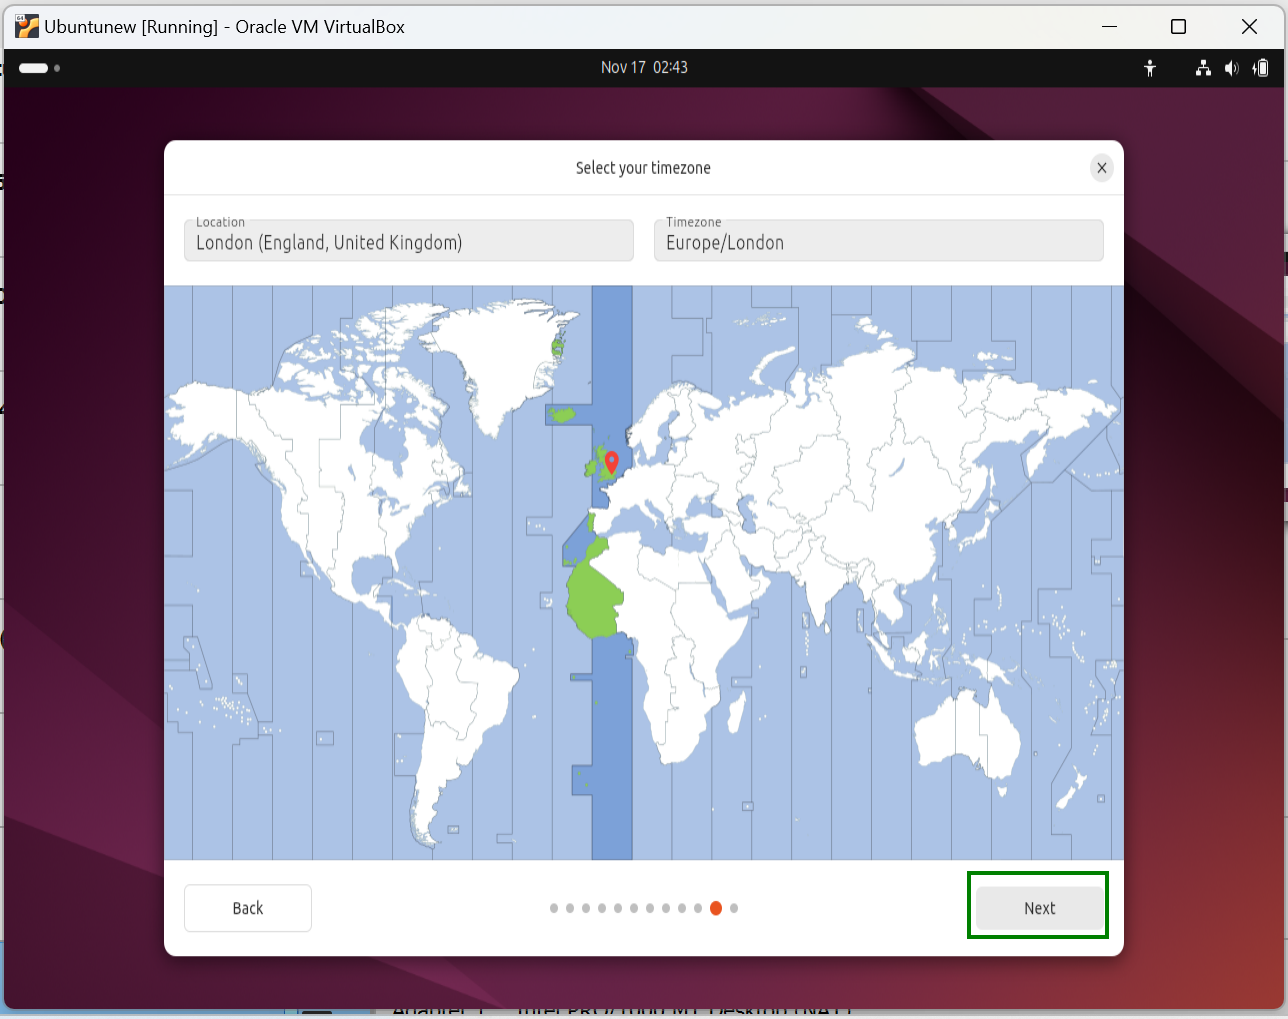 Ubuntunew [Running] - Oracle VM VirtualBox
Nov 17 02:43
Select your timezone
Location
London (England, United Kingdom)
Timezone
Europe/London
Back
Next